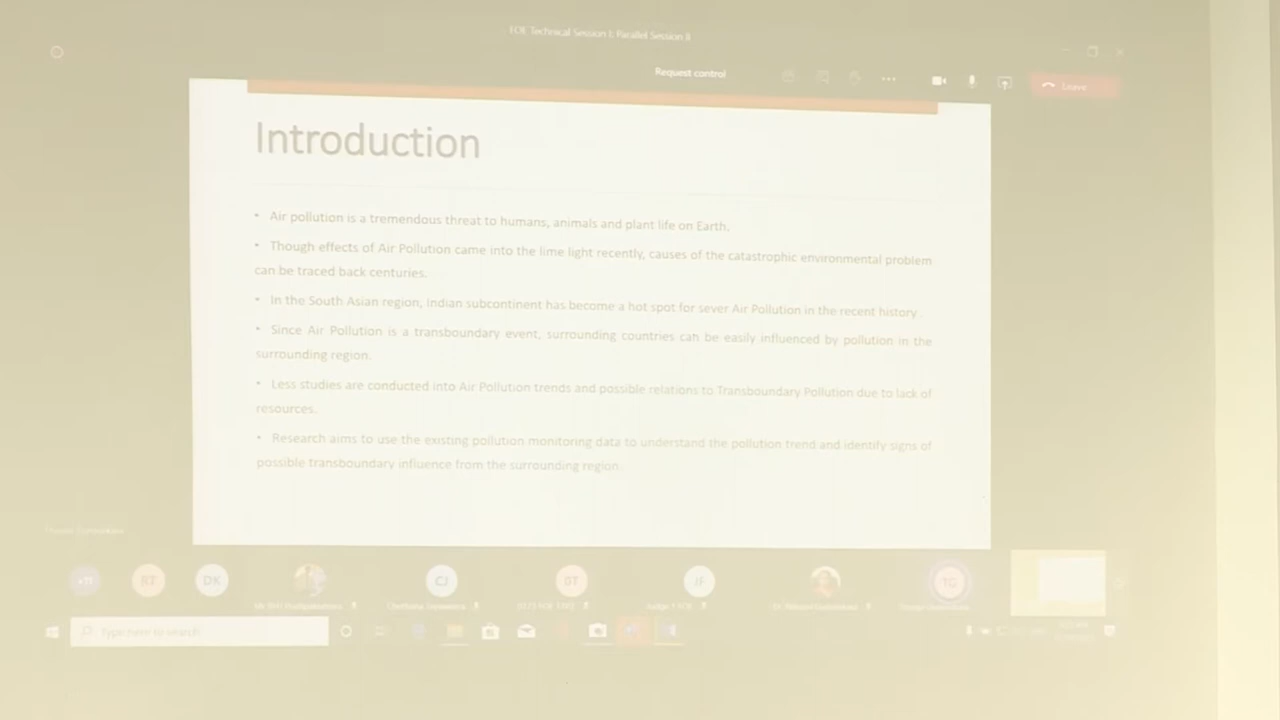 FOE Technical Session I: Parallel Session II
Request control
Leave
Introduction
• Air pollution is a tremendous threat to humans, animals and plant life on Earth.
• Though effects of Air Pollution came into the lime light recently, causes of the catastrophic environmental problem
can be traced back centuries.
• In the South Asian region, indian subcontinent has become a hot spot for sever Air Pollution in the recent history .
• Since Air Pollution is a transboundary event, surrounding countries can be easily influenced by pollution in the
surrounding region.
• Less studies are conducted into Air Pollution trends and possible relations to Transboundary Pollution due to lack of
resources.
• Research aims to use the existing pollution monitoring data to understand the pollution trend and identify signs of
possible transboundary influence from the surrounding region.
RT DK CJ JF TG
Type here to search